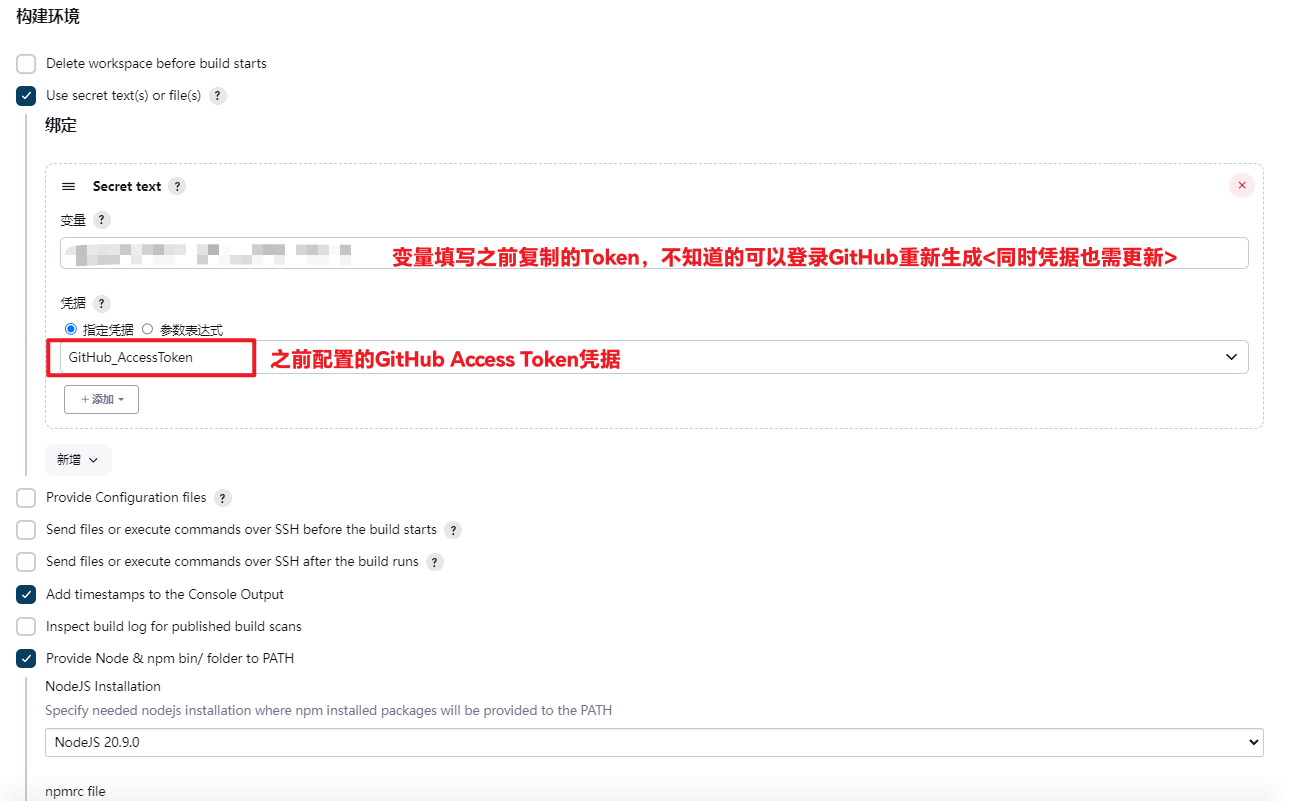 构建环境
Delete workspace before build starts
Use secret text(s) or file(s) ?
绑定
Secret text ?
变量 ?
变量填写之前复制的Token，不知道的可以登录GitHub重新生成<同时凭据也需更新>
凭据 ?
指定凭据 参数表达式
GitHub_AccessToken 之前配置的GitHub Access Token凭据
+ 添加
新增
Provide Configuration files ?
Send files or execute commands over SSH before the build starts ?
Send files or execute commands over SSH after the build runs ?
Add timestamps to the Console Output
Inspect build log for published build scans
Provide Node & npm bin/ folder to PATH
NodeJS Installation
Specify needed nodejs installation where npm installed packages will be provided to the PATH
NodeJS 20.9.0
npmrc file